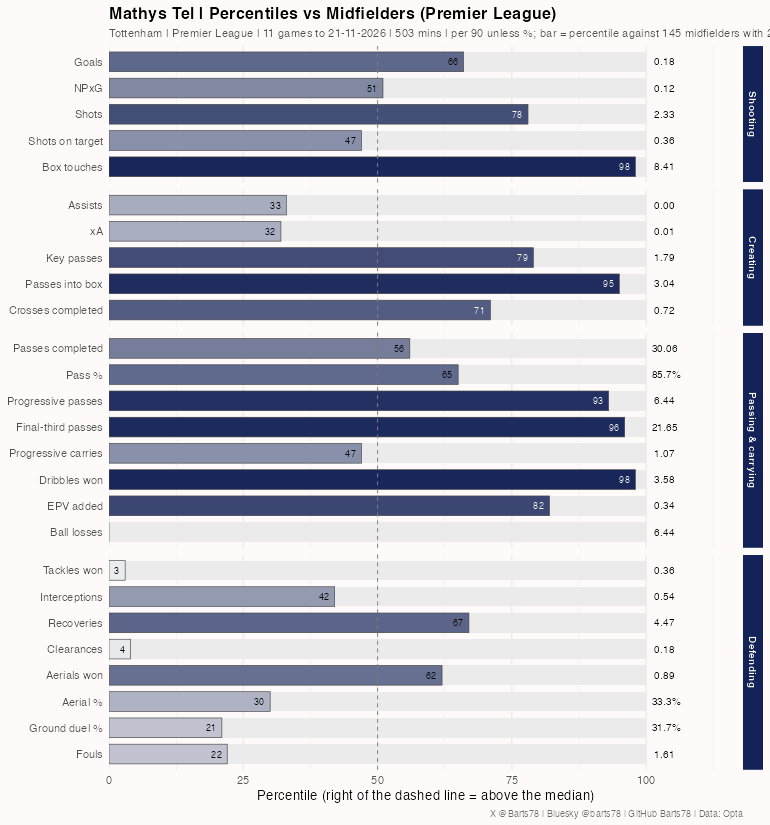 Mathys Tel | Percentiles vs Midfielders (Premier League)
Tottenham | Premier League | 11 games to 21-11-2026 | 503 mins | per 90 unless %; bar = percentile against 145 midfielders with 2
Goals 66 0.18
NPxG 51 0.12
Shots 78 2.33
Shots on target 47 0.36
Box touches 98 8.41
Shooting
Assists 33 0.00
xA 32 0.01
Key passes 79 1.79
Passes into box 95 3.04
Crosses completed 71 0.72
Creating
Passes completed 56 30.06
Pass % 65 85.7%
Progressive passes 93 6.44
Final-third passes 96 21.65
Progressive carries 47 1.07
Dribbles won 98 3.58
EPV added 82 0.34
Ball losses 6.44
Passing & carrying
Tackles won 3 0.36
Interceptions 42 0.54
Recoveries 67 4.47
Clearances 4 0.18
Aerials won 62 0.89
Aerial % 30 33.3%
Ground duel % 21 31.7%
Fouls 22 1.61
Defending
0 25 50 75 100
Percentile (right of the dashed line = above the median)
X @Barts78 | Bluesky @barts78 | GitHub Barts78 | Data: Opta